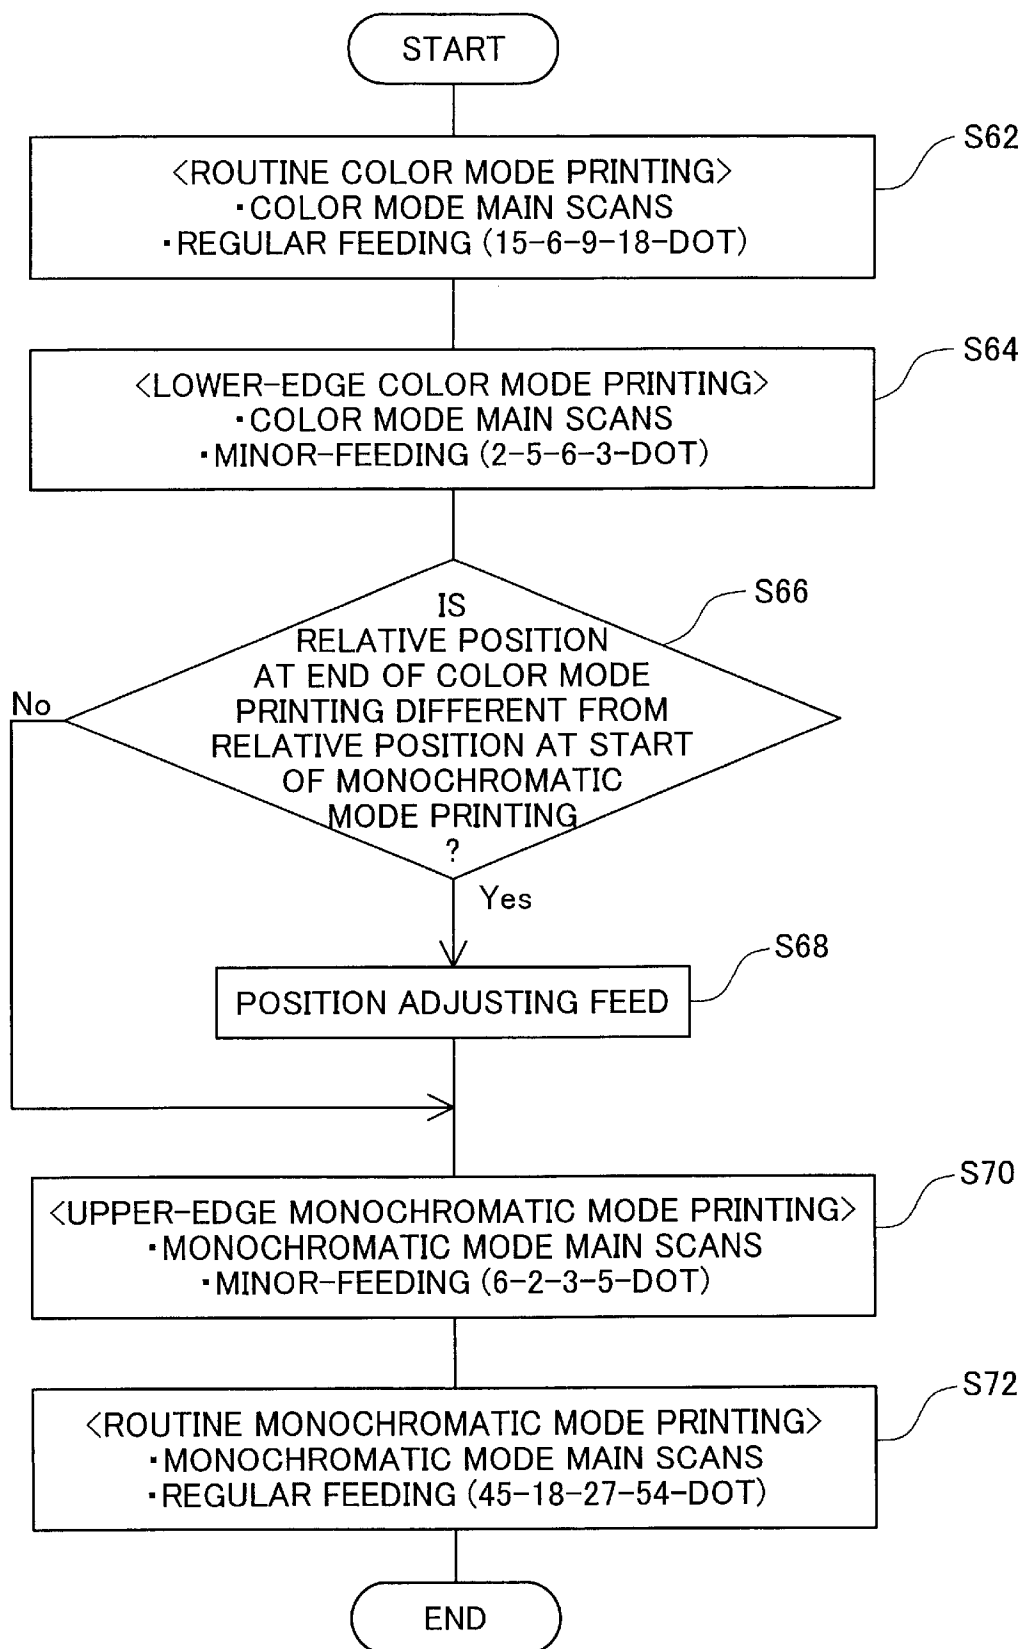 START
S62
<ROUTINE COLOR MODE PRINTING>
・COLOR MODE MAIN SCANS
・REGULAR FEEDING (15-6-9-18-DOT)
S64
<LOWER-EDGE COLOR MODE PRINTING>
・COLOR MODE MAIN SCANS
・MINOR-FEEDING (2-5-6-3-DOT)
S66
IS
RELATIVE POSITION
AT END OF COLOR MODE
PRINTING DIFFERENT FROM
RELATIVE POSITION AT START
OF MONOCHROMATIC
MODE PRINTING
?
No
Yes
S68
POSITION ADJUSTING FEED
S70
<UPPER-EDGE MONOCHROMATIC MODE PRINTING>
・MONOCHROMATIC MODE MAIN SCANS
・MINOR-FEEDING (6-2-3-5-DOT)
S72
<ROUTINE MONOCHROMATIC MODE PRINTING>
・MONOCHROMATIC MODE MAIN SCANS
・REGULAR FEEDING (45-18-27-54-DOT)
END